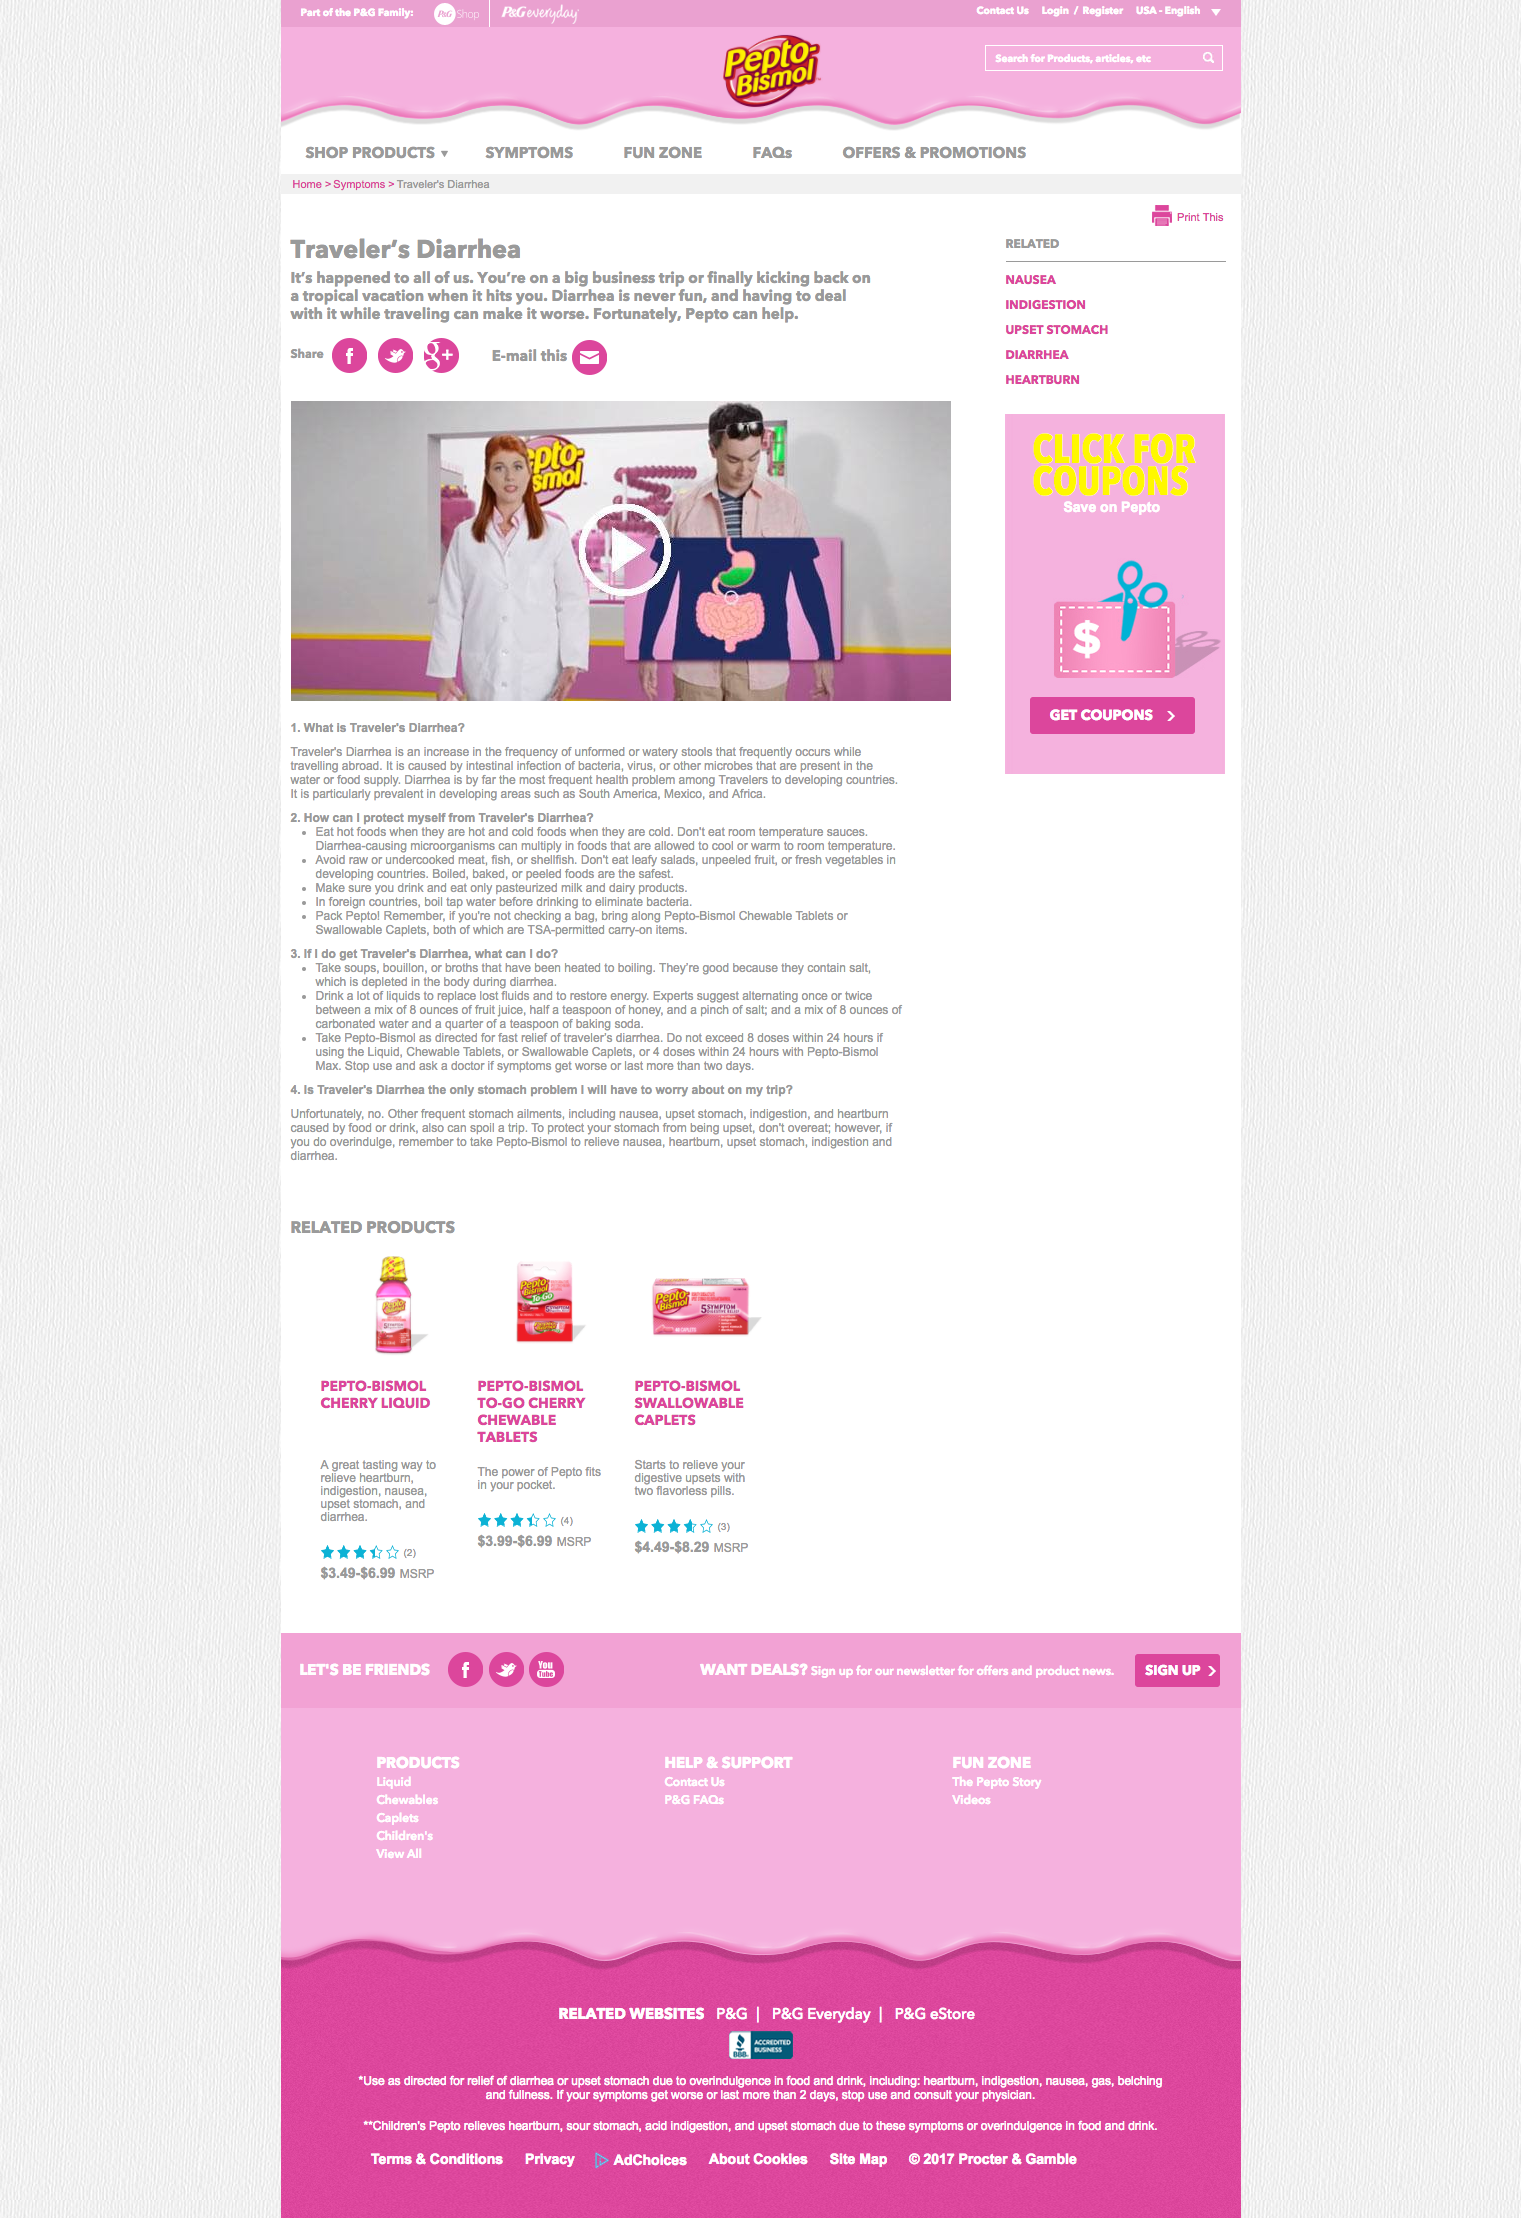 Part of the P&G Family:
P&G Shop
P&G everyday
Contact Us
Login / Register
USA - English
Pepto-
Bismol
Search for Products, articles, etc
SHOP PRODUCTS
SYMPTOMS
FUN ZONE
FAQs
OFFERS & PROMOTIONS
Home > Symptoms > Traveler's Diarrhea
Print This
Traveler's Diarrhea
It's happened to all of us. You're on a big business trip or finally kicking back on
a tropical vacation when it hits you. Diarrhea is never fun, and having to deal
with it while traveling can make it worse. Fortunately, Pepto can help.
Share
E-mail this
RELATED
NAUSEA
INDIGESTION
UPSET STOMACH
DIARRHEA
HEARTBURN
CLICK FOR
COUPONS
Save on Pepto
$
GET COUPONS
pto-
smol
1. What is Traveler's Diarrhea?
Traveler's Diarrhea is an increase in the frequency of unformed or watery stools that frequently occurs while
travelling abroad. It is caused by intestinal infection of bacteria, virus, or other microbes that are present in the
water or food supply. Diarrhea is by far the most frequent health problem among Travelers to developing countries.
It is particularly prevalent in developing areas such as South America, Mexico, and Africa.
2. How can I protect myself from Traveler's Diarrhea?
Eat hot foods when they are hot and cold foods when they are cold. Don't eat room temperature sauces.
Diarrhea-causing microorganisms can multiply in foods that are allowed to cool or warm to room temperature.
Avoid raw or undercooked meat, fish, or shellfish. Don't eat leafy salads, unpeeled fruit, or fresh vegetables in
developing countries. Boiled, baked, or peeled foods are the safest.
Make sure you drink and eat only pasteurized milk and dairy products.
In foreign countries, boil tap water before drinking to eliminate bacteria.
Pack Pepto! Remember, if you're not checking a bag, bring along Pepto-Bismol Chewable Tablets or
Swallowable Caplets, both of which are TSA-permitted carry-on items.
3. If I do get Traveler's Diarrhea, what can I do?
Take soups, bouillon, or broths that have been heated to boiling. They're good because they contain salt,
which is depleted in the body during diarrhea.
Drink a lot of liquids to replace lost fluids and to restore energy. Experts suggest alternating once or twice
between a mix of 8 ounces of fruit juice, half a teaspoon of honey, and a pinch of salt; and a mix of 8 ounces of
carbonated water and a quarter of a teaspoon of baking soda.
Take Pepto-Bismol as directed for fast relief of traveler's diarrhea. Do not exceed 8 doses within 24 hours if
using the Liquid, Chewable Tablets, or Swallowable Caplets, or 4 doses within 24 hours with Pepto-Bismol
Max. Stop use and ask a doctor if symptoms get worse or last more than two days.
4. Is Traveler's Diarrhea the only stomach problem I will have to worry about on my trip?
Unfortunately, no. Other frequent stomach ailments, including nausea, upset stomach, indigestion, and heartburn
caused by food or drink, also can spoil a trip. To protect your stomach from being upset, don't overeat; however, if
you do overindulge, remember to take Pepto-Bismol to relieve nausea, heartburn, upset stomach, indigestion and
diarrhea.
RELATED PRODUCTS
Pepto-
Bismol
Pepto-
Bismol
To-Go
Pepto-
Bismol
5 SYMPTOM
PEPTO-BISMOL
CHERRY LIQUID
A great tasting way to
relieve heartburn,
indigestion, nausea,
upset stomach, and
diarrhea.
(2)
$3.49-$6.99 MSRP
PEPTO-BISMOL
TO-GO CHERRY
CHEWABLE
TABLETS
The power of Pepto fits
in your pocket.
(4)
$3.99-$6.99 MSRP
PEPTO-BISMOL
SWALLOWABLE
CAPLETS
Starts to relieve your
digestive upsets with
two flavorless pills.
(3)
$4.49-$8.29 MSRP
LET'S BE FRIENDS
You
Tube
WANT DEALS? Sign up for our newsletter for offers and product news.
SIGN UP
PRODUCTS
Liquid
Chewables
Caplets
Children's
View All
HELP & SUPPORT
Contact Us
P&G FAQs
FUN ZONE
The Pepto Story
Videos
RELATED WEBSITES P&G | P&G Everyday | P&G eStore
BBB
ACCREDITED
BUSINESS
*Use as directed for relief of diarrhea or upset stomach due to overindulgence in food and drink, including: heartburn, indigestion, nausea, gas, belching
and fullness. If your symptoms get worse or last more than 2 days, stop use and consult your physician.
**Children's Pepto relieves heartburn, sour stomach, acid indigestion, and upset stomach due to these symptoms or overindulgence in food and drink.
Terms & Conditions
Privacy
AdChoices
About Cookies
Site Map
© 2017 Procter & Gamble